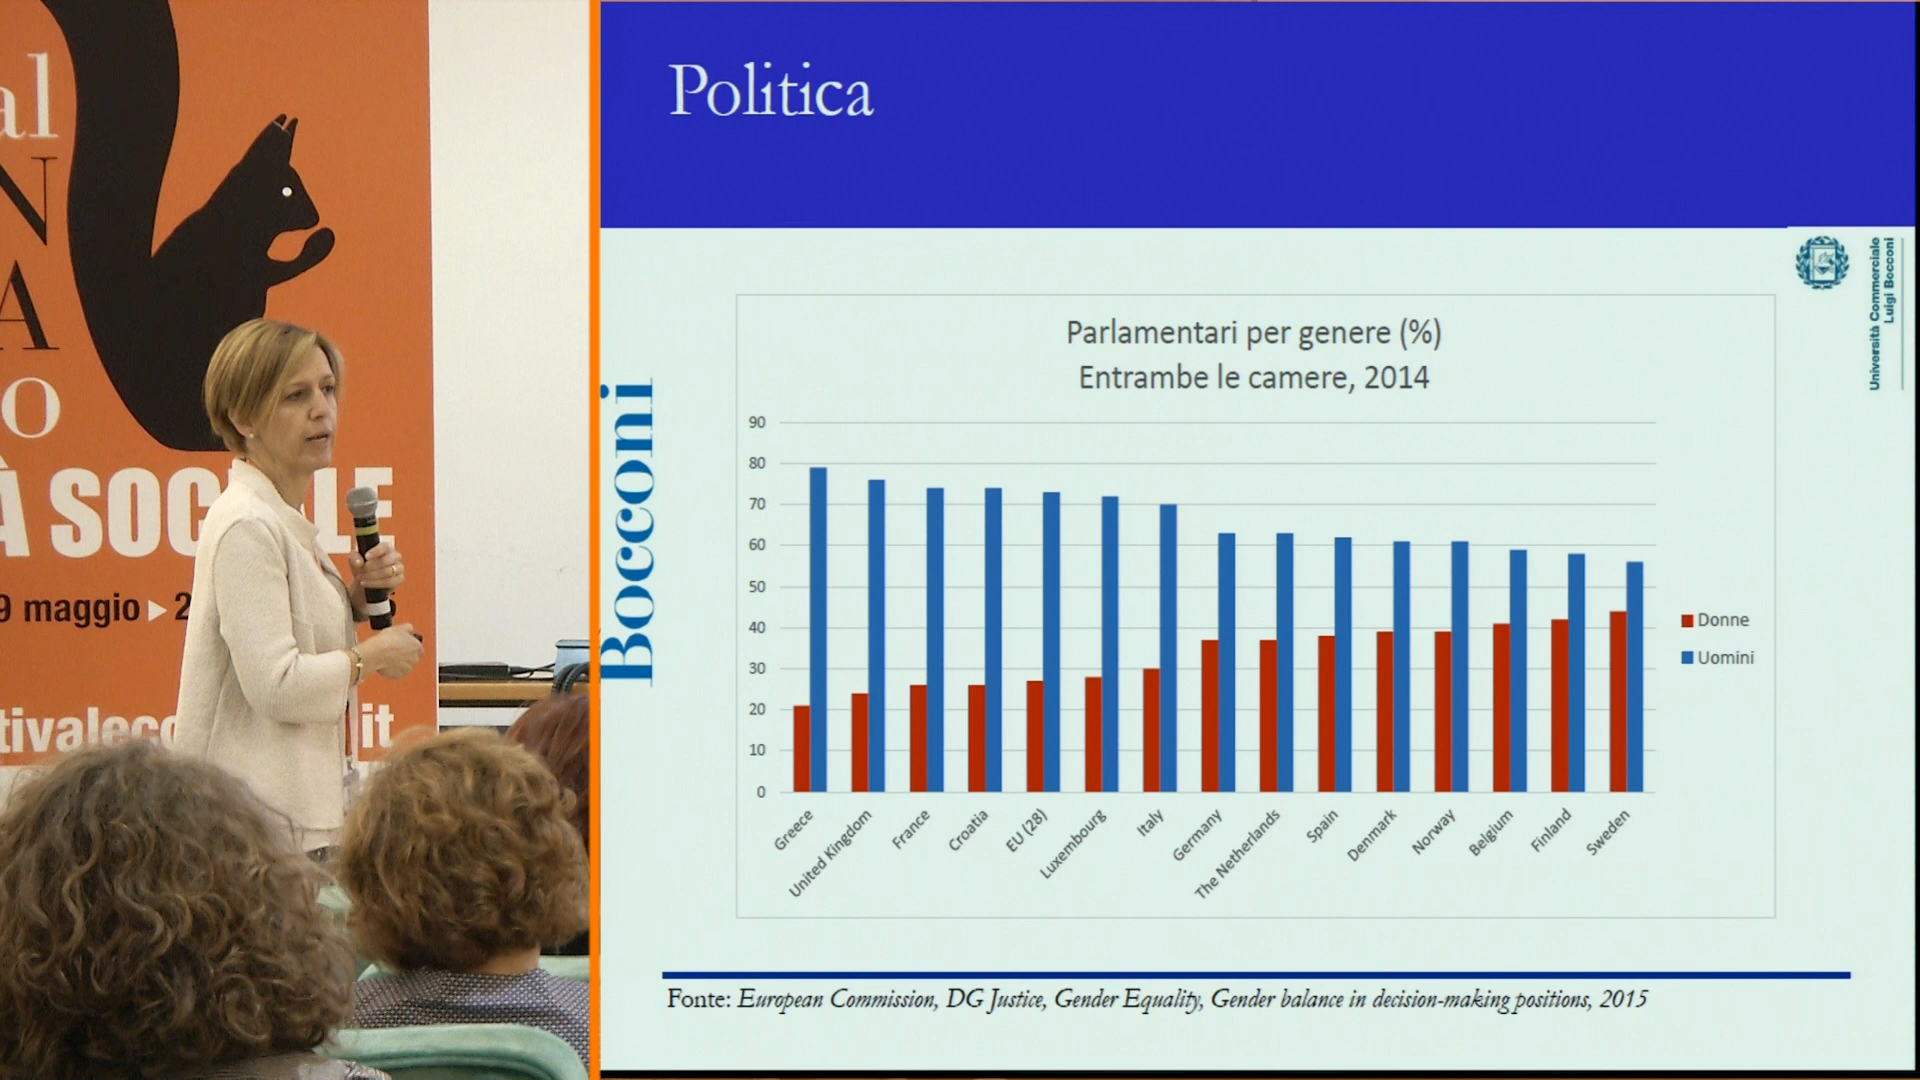 al
N
A
O
À SOC LE
9 maggio ▸ 2
tivaleco it
Politica
Bocconi
Università Commerciale
Luigi Bocconi
Parlamentari per genere (%)
Entrambe le camere, 2014
90
80
70
60
50
40
30
20
10
0
Greece
United Kingdom
France
Croatia
EU (28)
Luxembourg
Italy
Germany
The Netherlands
Spain
Denmark
Norway
Belgium
Finland
Sweden
Donne
Uomini
Fonte: European Commission, DG Justice, Gender Equality, Gender balance in decision-making positions, 2015